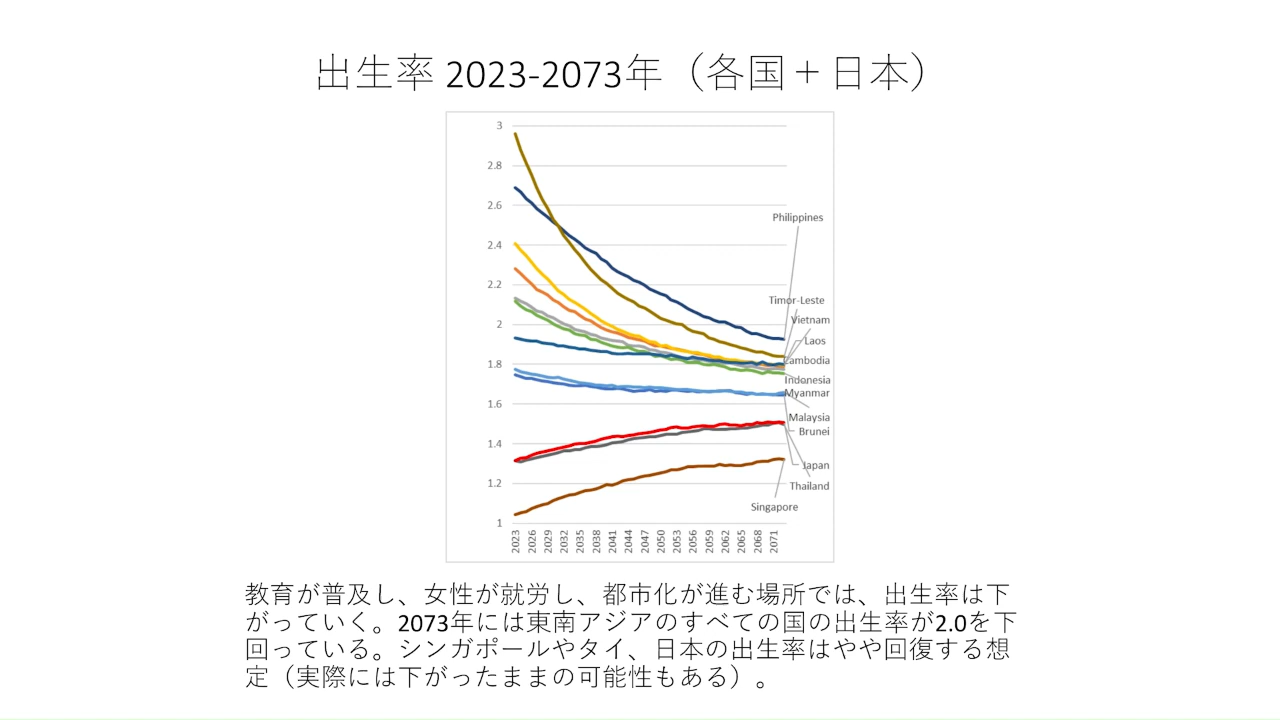 出生率 2023-2073年（各国＋日本）
3
2.8
2.6
2.4
2.2
2
1.8
1.6
1.4
1.2
1
Philippines
Timor-Leste
Vietnam
Laos
Cambodia
Indonesia
Myanmar
Malaysia
Brunei
Japan
Thailand
Singapore
2023 2026 2029 2032 2035 2038 2041 2044 2047 2050 2053 2056 2059 2062 2065 2068 2071
教育が普及し、女性が就労し、都市化が進む場所では、出生率は下
がっていく。2073年には東南アジアのすべての国の出生率が2.0を下
回っている。シンガポールやタイ、日本の出生率はやや回復する想
定（実際には下がったままの可能性もある）。